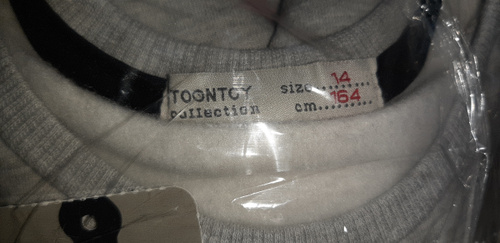 TOONTOY size......14
collection cm........164